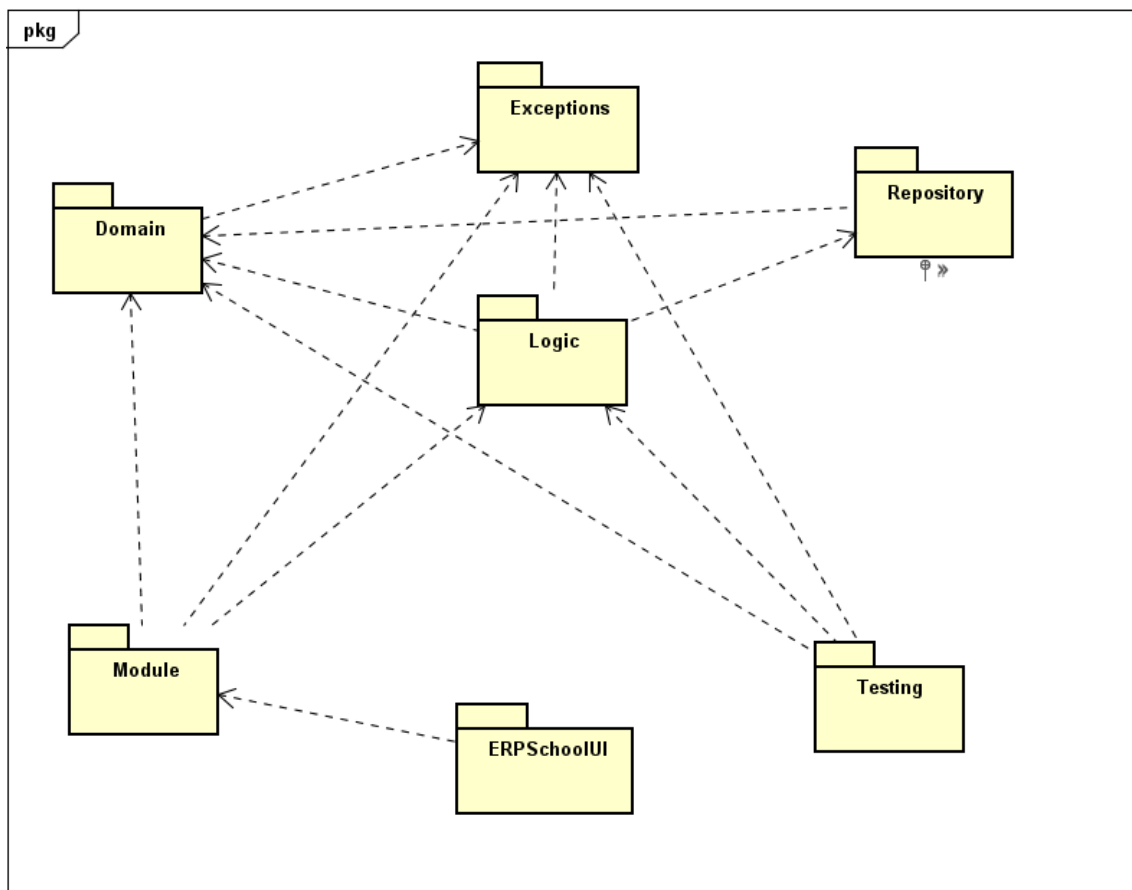 pkg
Exceptions
Repository
Domain
Logic
Module
Testing
ERPSchoolUI